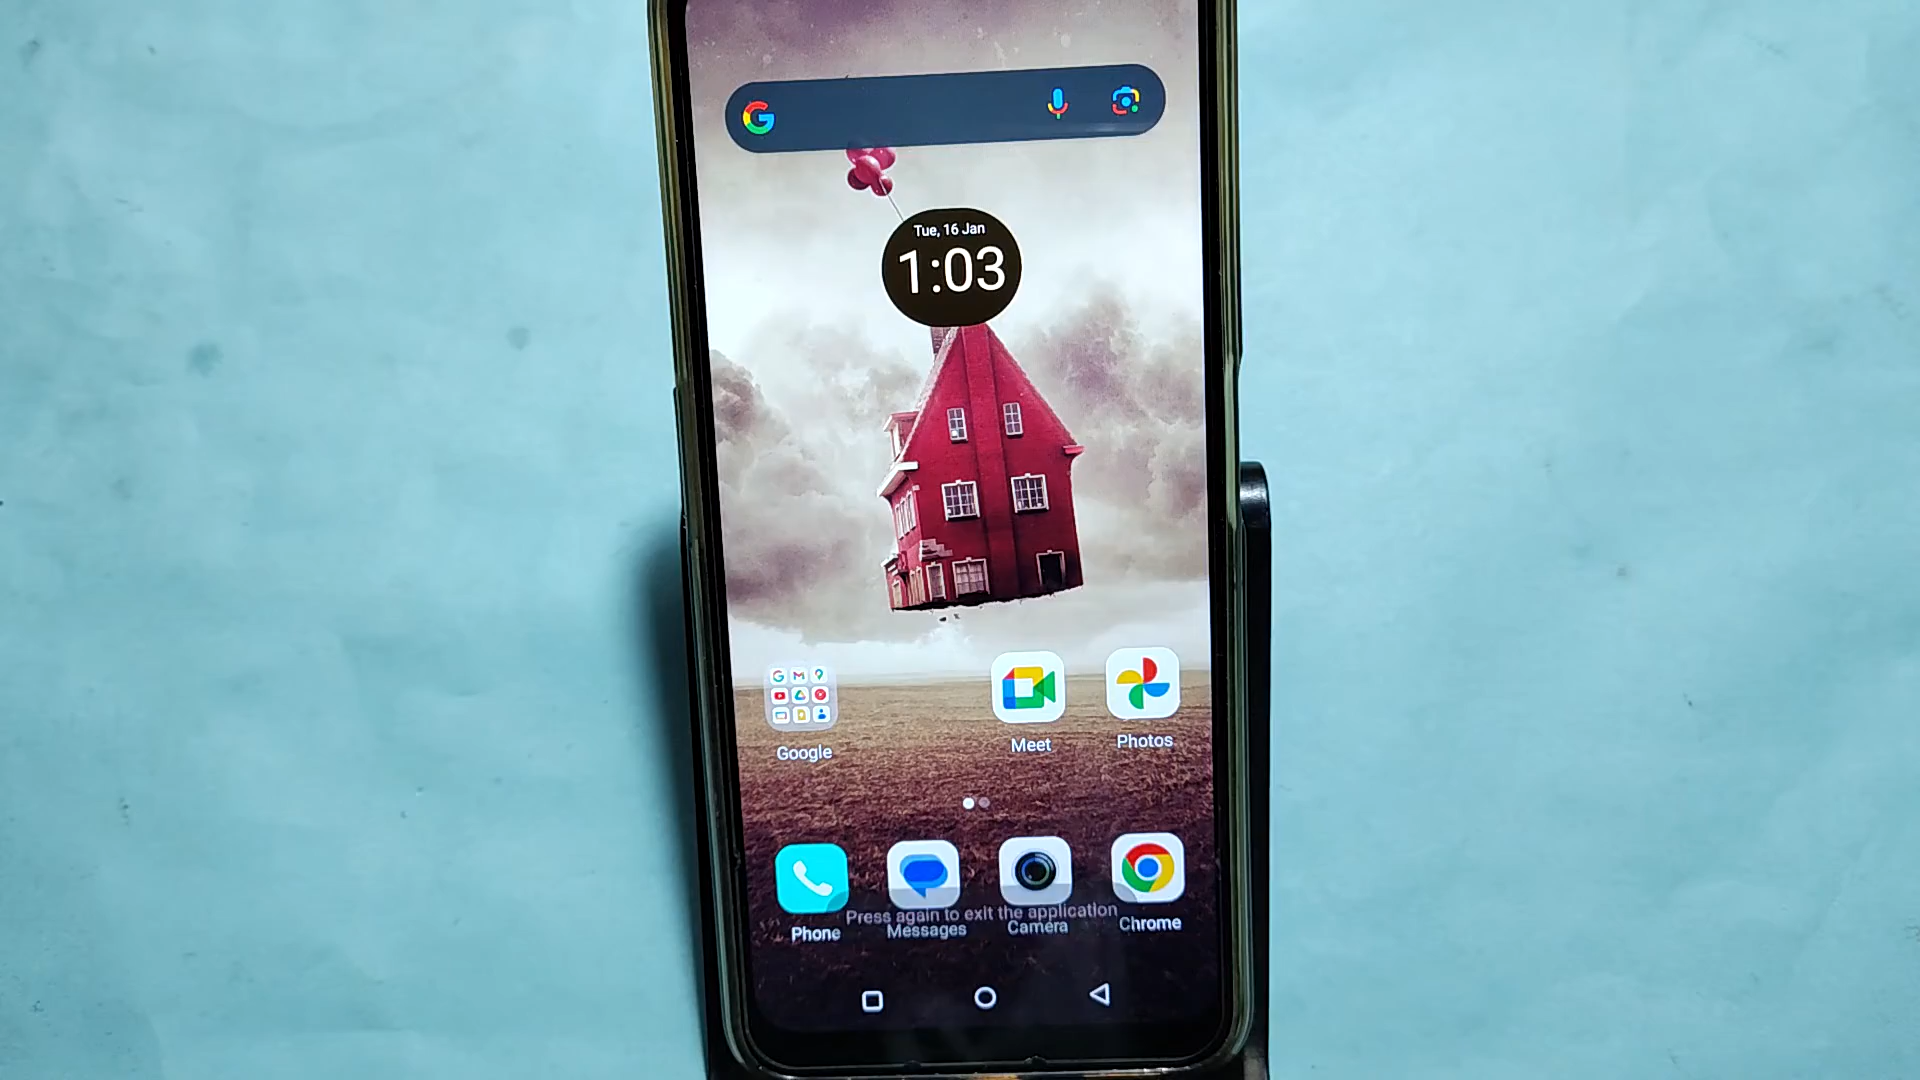 Tue, 16 Jan
1:03
Google
Meet
Photos
Press again to exit the application
Phone
Messages
Camera
Chrome